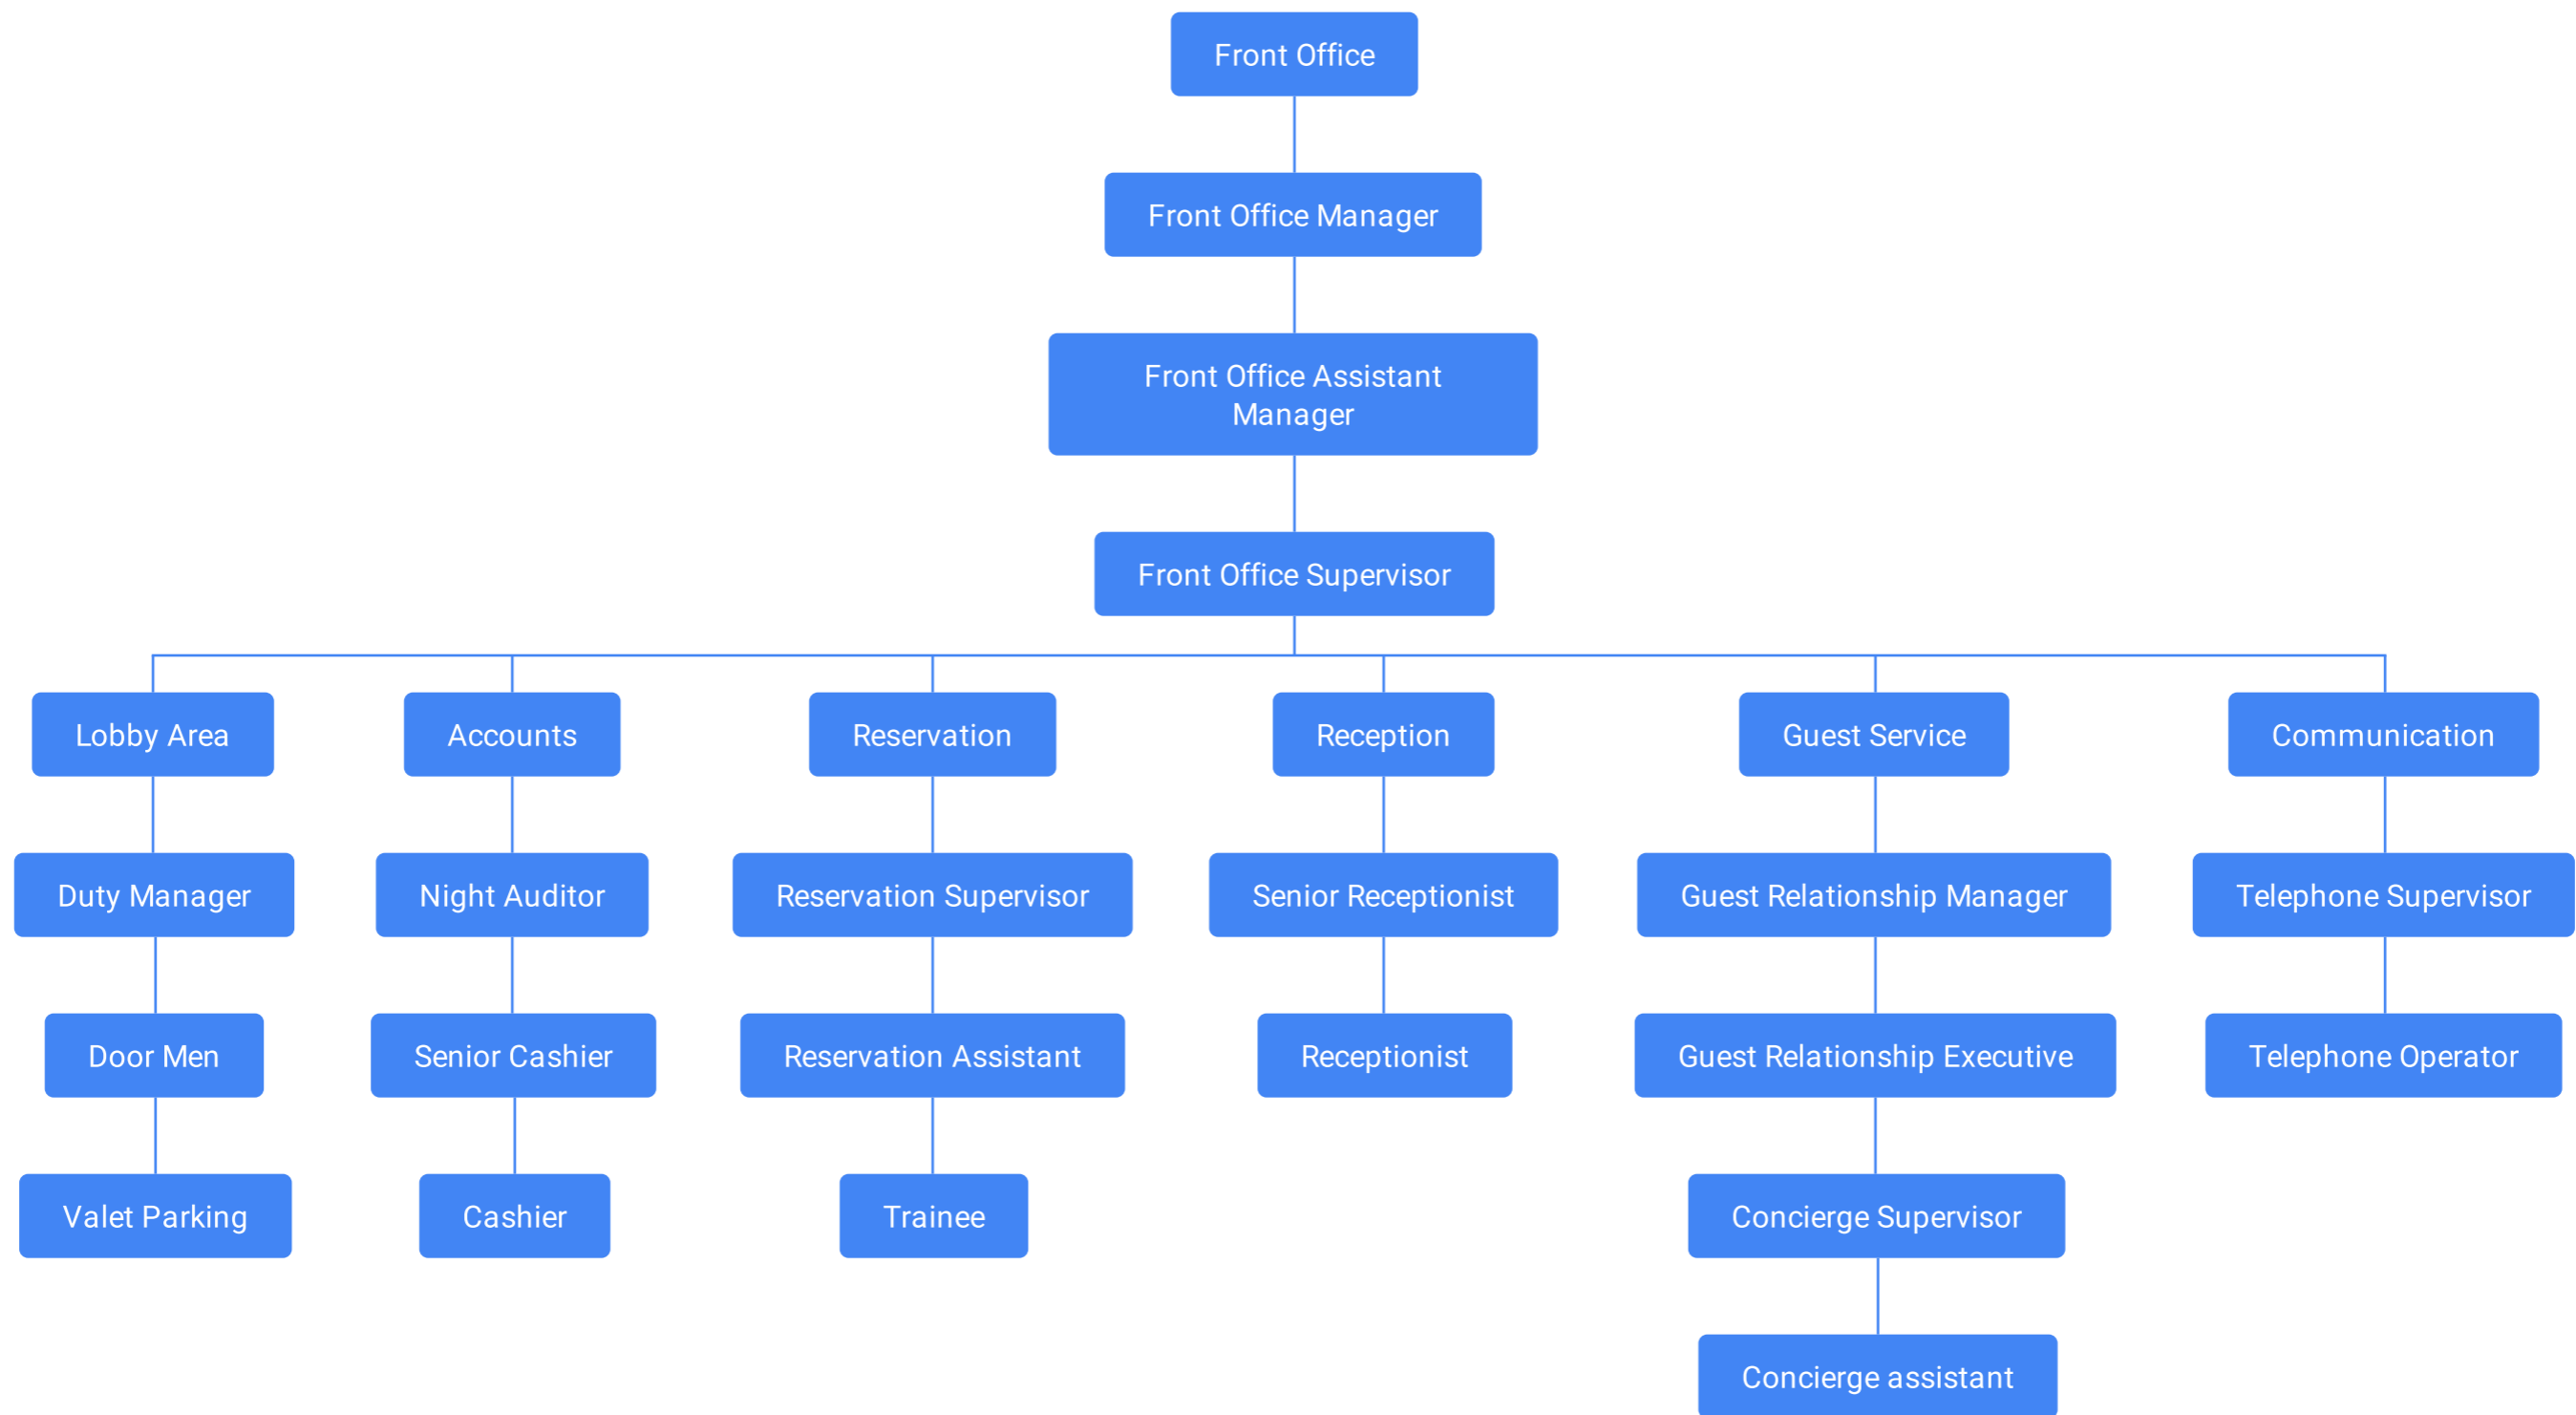 Front Office
Front Office Manager
Front Office Assistant
Manager
Front Office Supervisor
Lobby Area
Accounts
Reservation
Reception
Guest Service
Communication
Duty Manager
Night Auditor
Reservation Supervisor
Senior Receptionist
Guest Relationship Manager
Telephone Supervisor
Door Men
Senior Cashier
Reservation Assistant
Receptionist
Guest Relationship Executive
Telephone Operator
Valet Parking
Cashier
Trainee
Concierge Supervisor
Concierge assistant